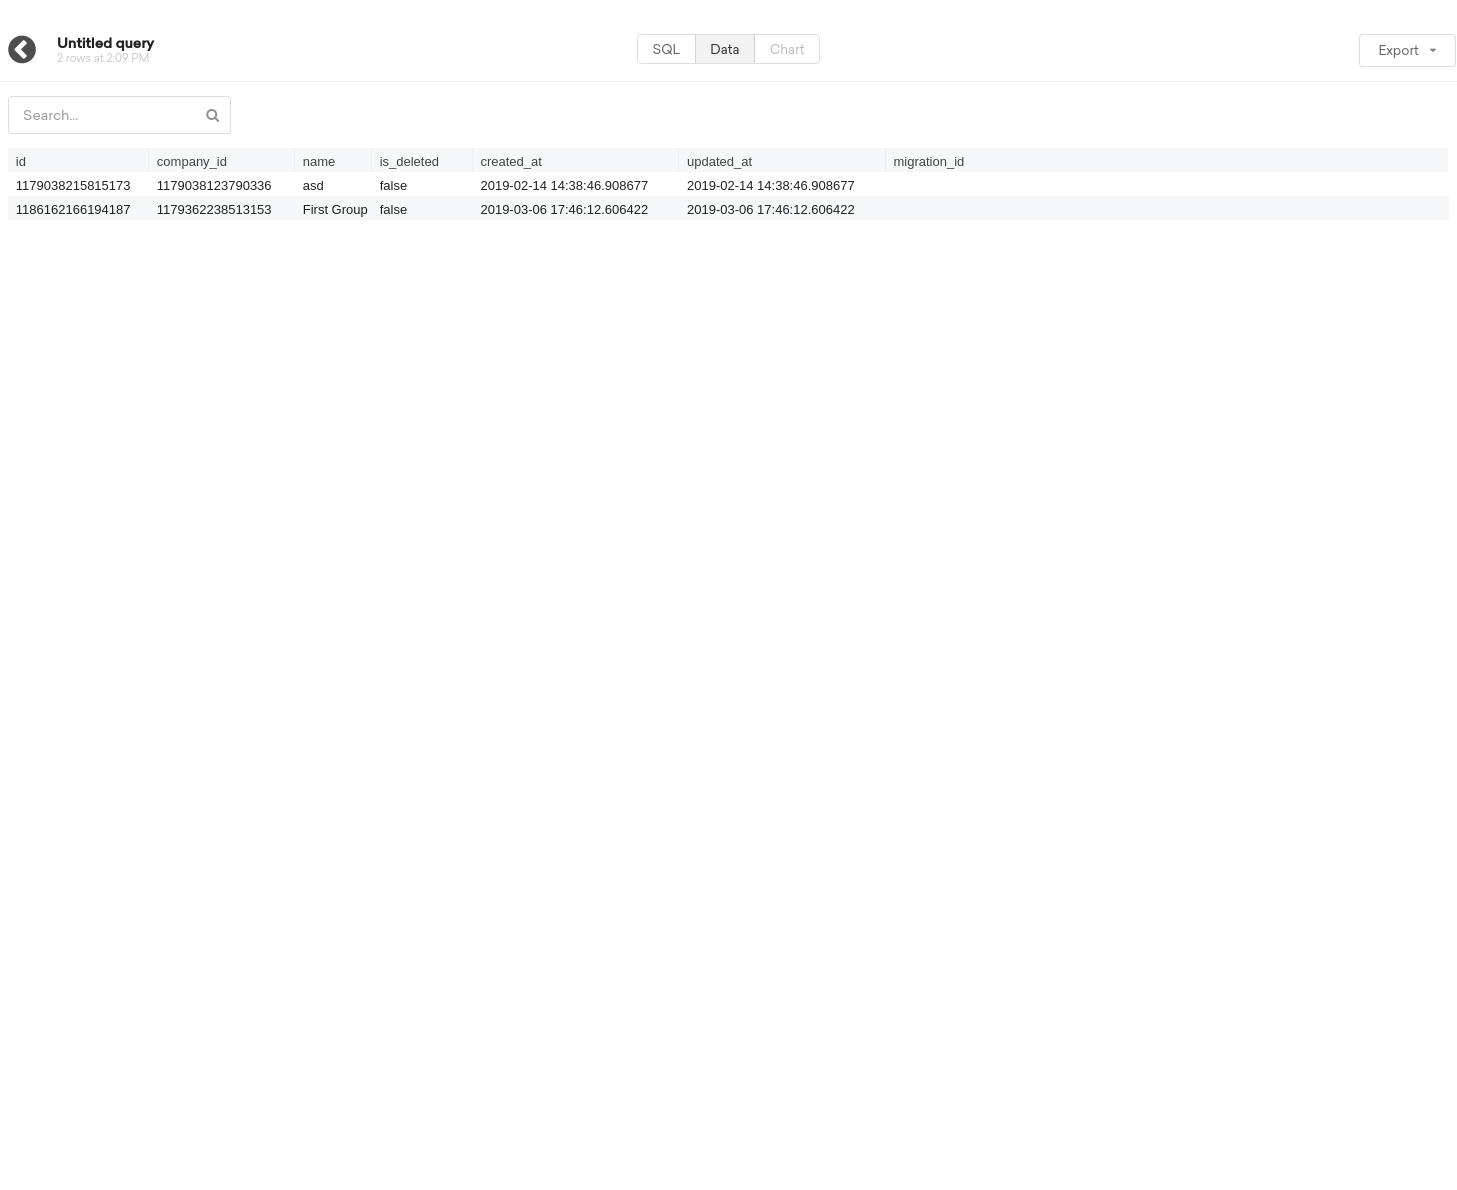 Untitled query
2 rows at 2:09 PM
SQL Data Chart
Export
Search...
id company_id name is_deleted created_at updated_at migration_id
1179038215815173 1179038123790336 asd false 2019-02-14 14:38:46.908677 2019-02-14 14:38:46.908677
1186162166194187 1179362238513153 First Group false 2019-03-06 17:46:12.606422 2019-03-06 17:46:12.606422